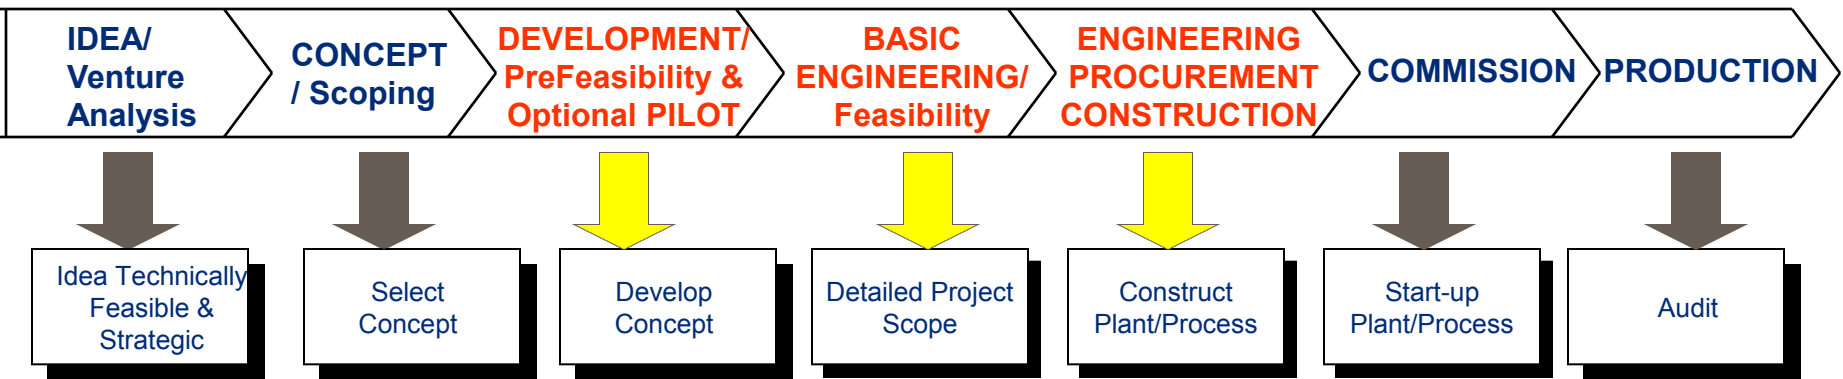 IDEA/
Venture
Analysis
CONCEPT
/ Scoping
DEVELOPMENT/
PreFeasibility &
Optional PILOT
BASIC
ENGINEERING/
Feasibility
ENGINEERING
PROCUREMENT
CONSTRUCTION
COMMISSION
PRODUCTION
Idea Technically
Feasible &
Strategic
Select
Concept
Develop
Concept
Detailed Project
Scope
Construct
Plant/Process
Start-up
Plant/Process
Audit